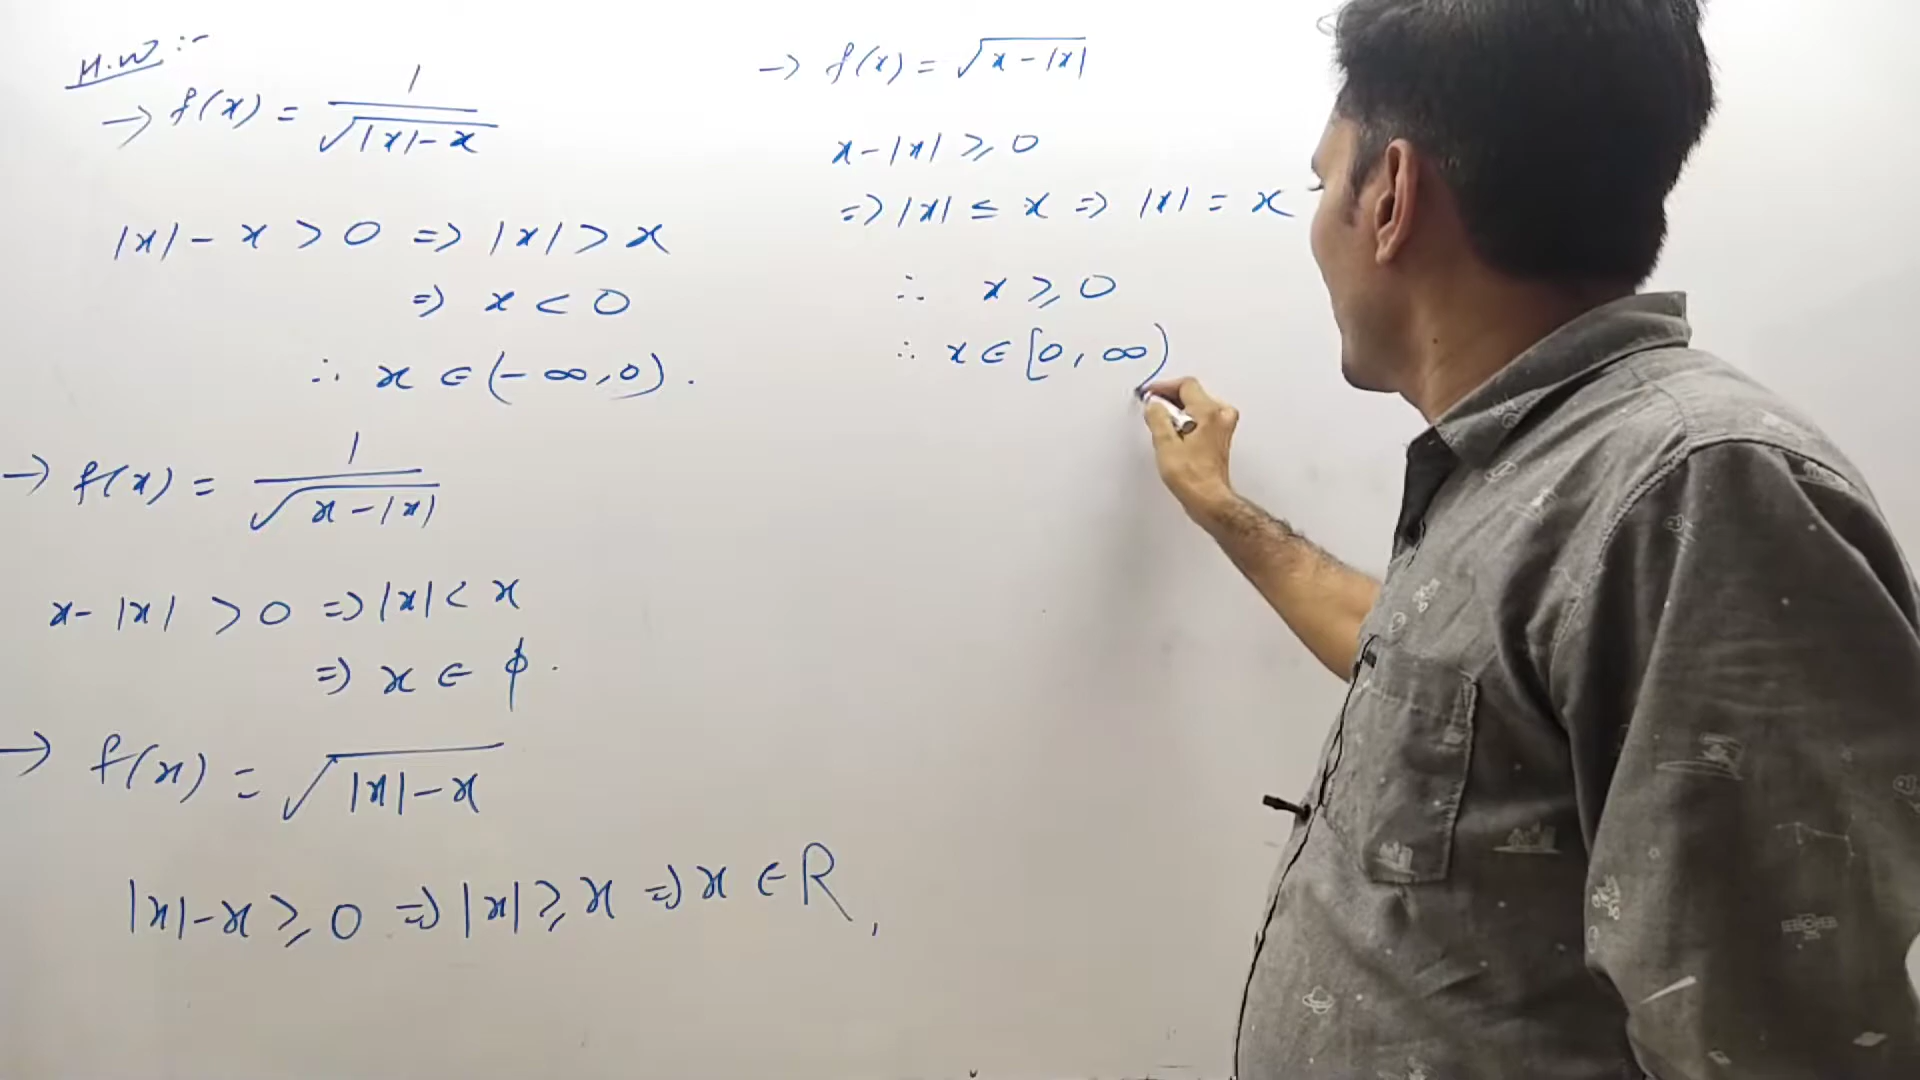 H.W :-
→ f(x) = 1/√(|x|-x)
|x| - x > 0 ⇒ |x| > x
⇒ x < 0
∴ x ∈ (-∞,0).
→ f(x) = 1/√(x-|x|)
x-|x| > 0 ⇒ |x| < x
⇒ x ∈ ϕ.
→ f(x) = √(|x|-x)
|x|-x ≥ 0 ⇒ |x| ≥ x ⇒ x ∈ R,
→ f(x) = √(x-|x|)
x-|x| ≥ 0
⇒ |x| ≤ x ⇒ |x| = x
∴ x ≥ 0
∴ x ∈ [0, ∞)